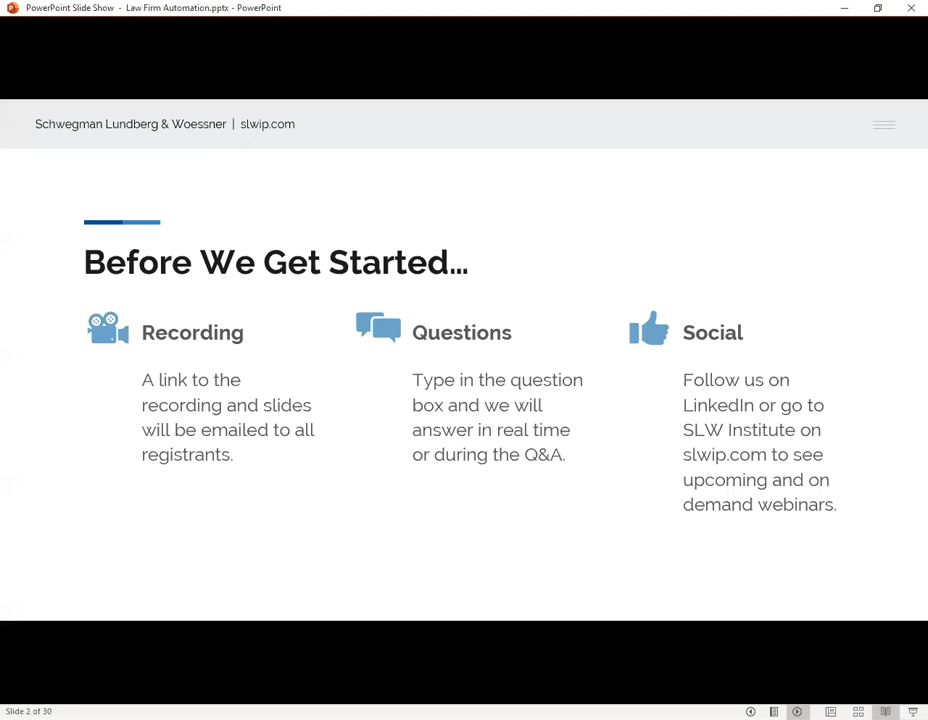 PowerPoint Slide Show - Law Firm Automation.pptx - PowerPoint
Schwegman Lundberg & Woessner | slwip.com
Before We Get Started...
Recording
A link to the
recording and slides
will be emailed to all
registrants.
Questions
Type in the question
box and we will
answer in real time
or during the Q&A.
Social
Follow us on
LinkedIn or go to
SLW Institute on
slwip.com to see
upcoming and on
demand webinars.
Slide 2 of 30